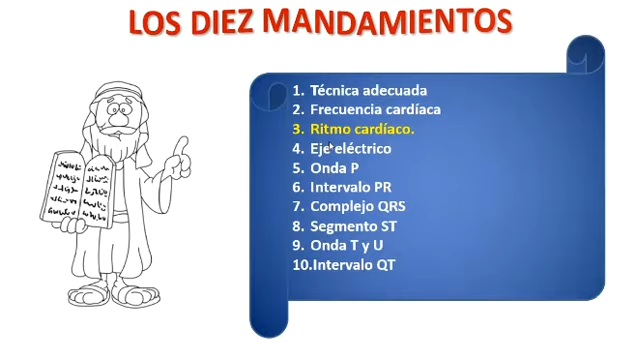 LOS DIEZ MANDAMIENTOS
1. Técnica adecuada
2. Frecuencia cardíaca
3. Ritmo cardíaco.
4. Eje eléctrico
5. Onda P
6. Intervalo PR
7. Complejo QRS
8. Segmento ST
9. Onda T y U
10.Intervalo QT